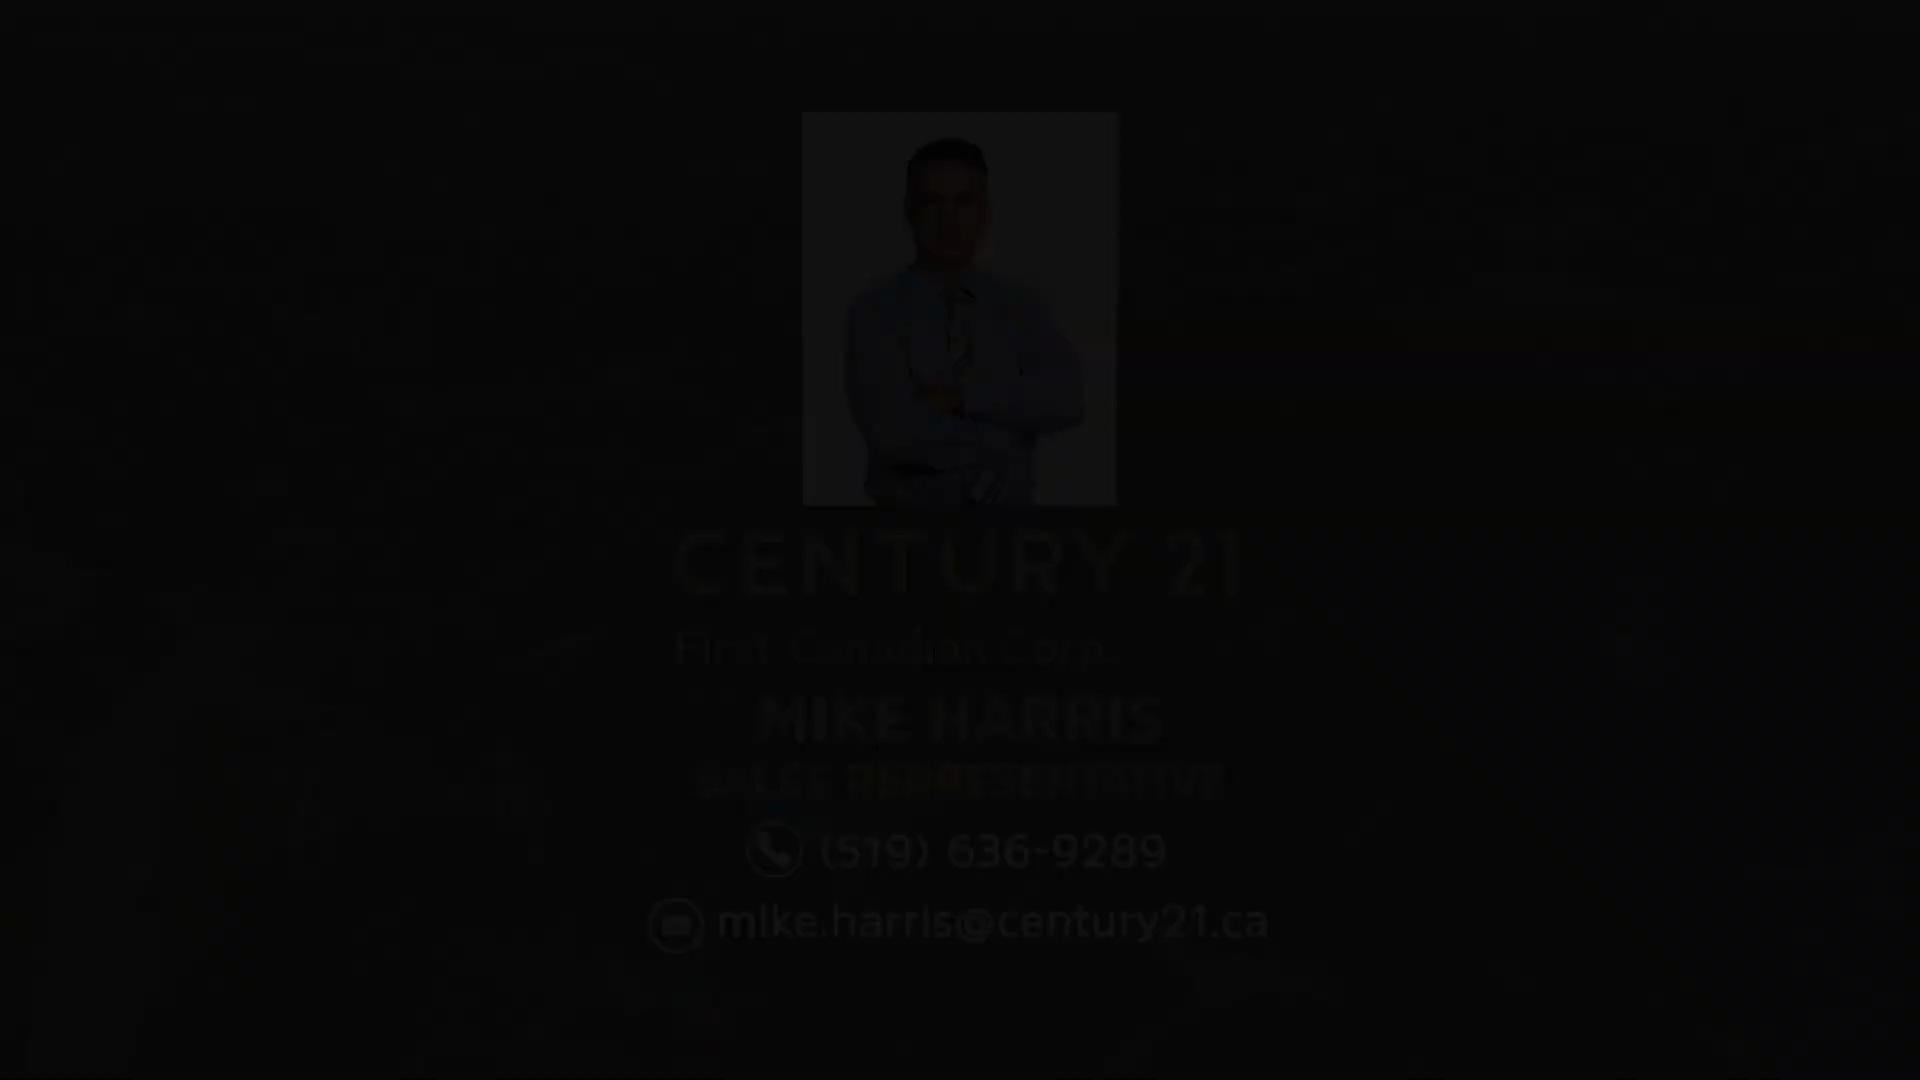 CENTURY 21
First Canadian Corp.
MIKE HARRIS
SALES REPRESENTATIVE
(519) 636-9289
mike.harris@century21.ca